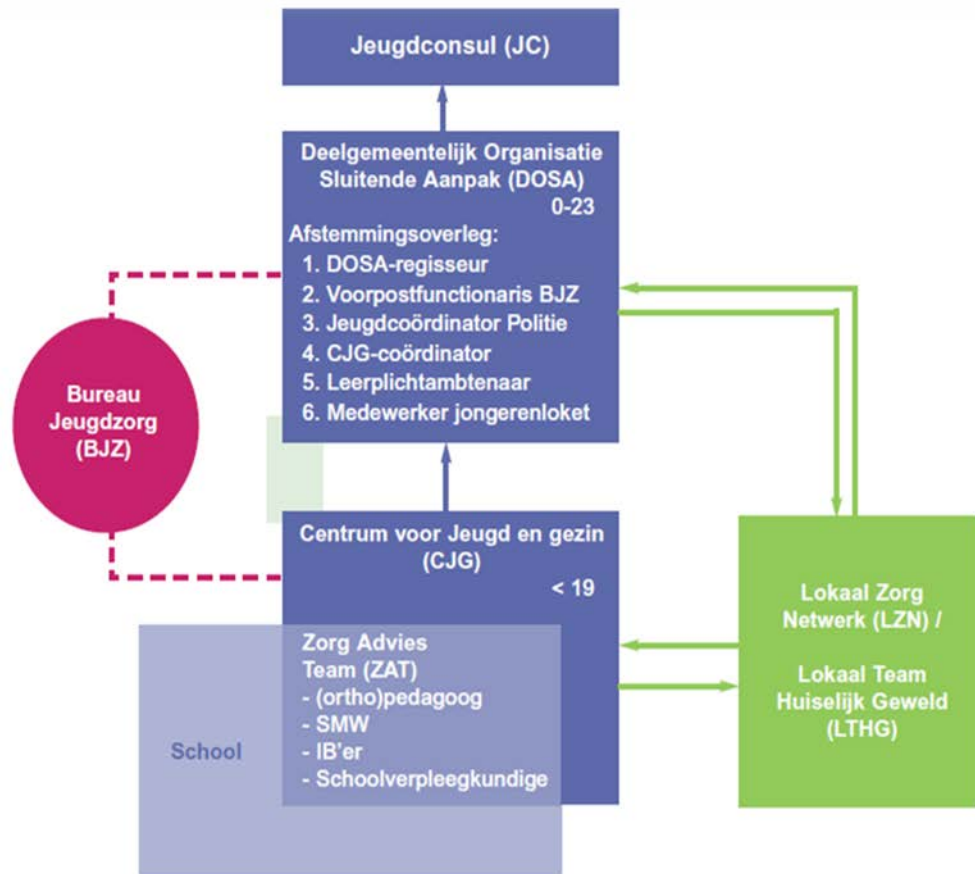 Jeugdconsul (JC)
Deelgemeentelijk Organisatie
Sluitende Aanpak (DOSA)
0-23
Afstemmingsoverleg:
1. DOSA-regisseur
2. Voorpostfunctionaris BJZ
3. Jeugdcoördinator Politie
4. CJG-coördinator
5. Leerplichtambtenaar
6. Medewerker jongerenloket
Bureau
Jeugdzorg
(BJZ)
Centrum voor Jeugd en gezin
(CJG)
< 19
Zorg Advies
Team (ZAT)
- (ortho)pedagoog
- SMW
- IB'er
- Schoolverpleegkundige
School
Lokaal Zorg
Netwerk (LZN) /
Lokaal Team
Huiselijk Geweld
(LTHG)